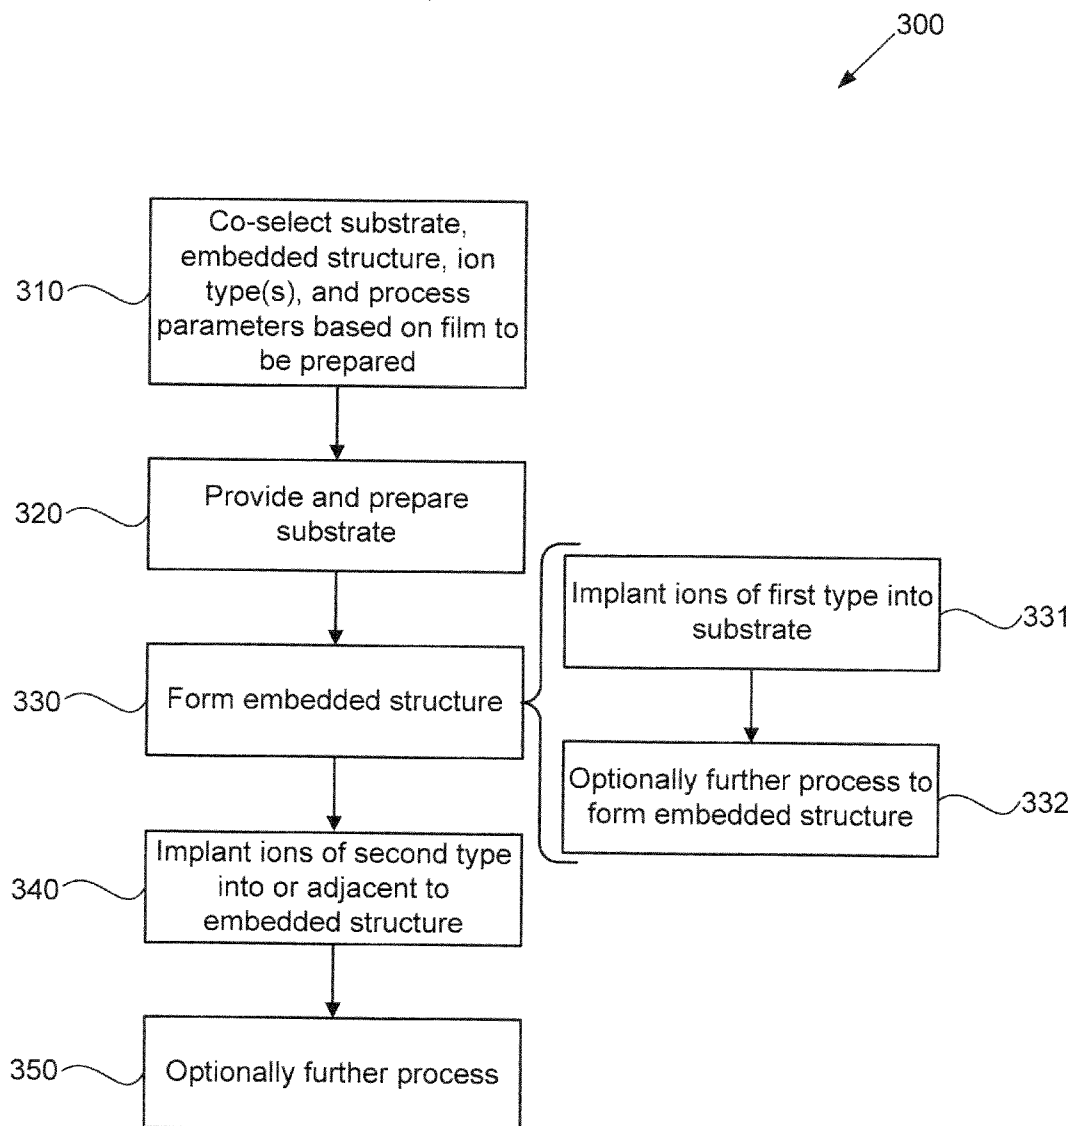 300
310
Co-select substrate,
embedded structure, ion
type(s), and process
parameters based on film to
be prepared
320
Provide and prepare
substrate
330
Form embedded structure
Implant ions of first type into
substrate
331
Optionally further process to
form embedded structure
332
340
Implant ions of second type
into or adjacent to
embedded structure
350
Optionally further process